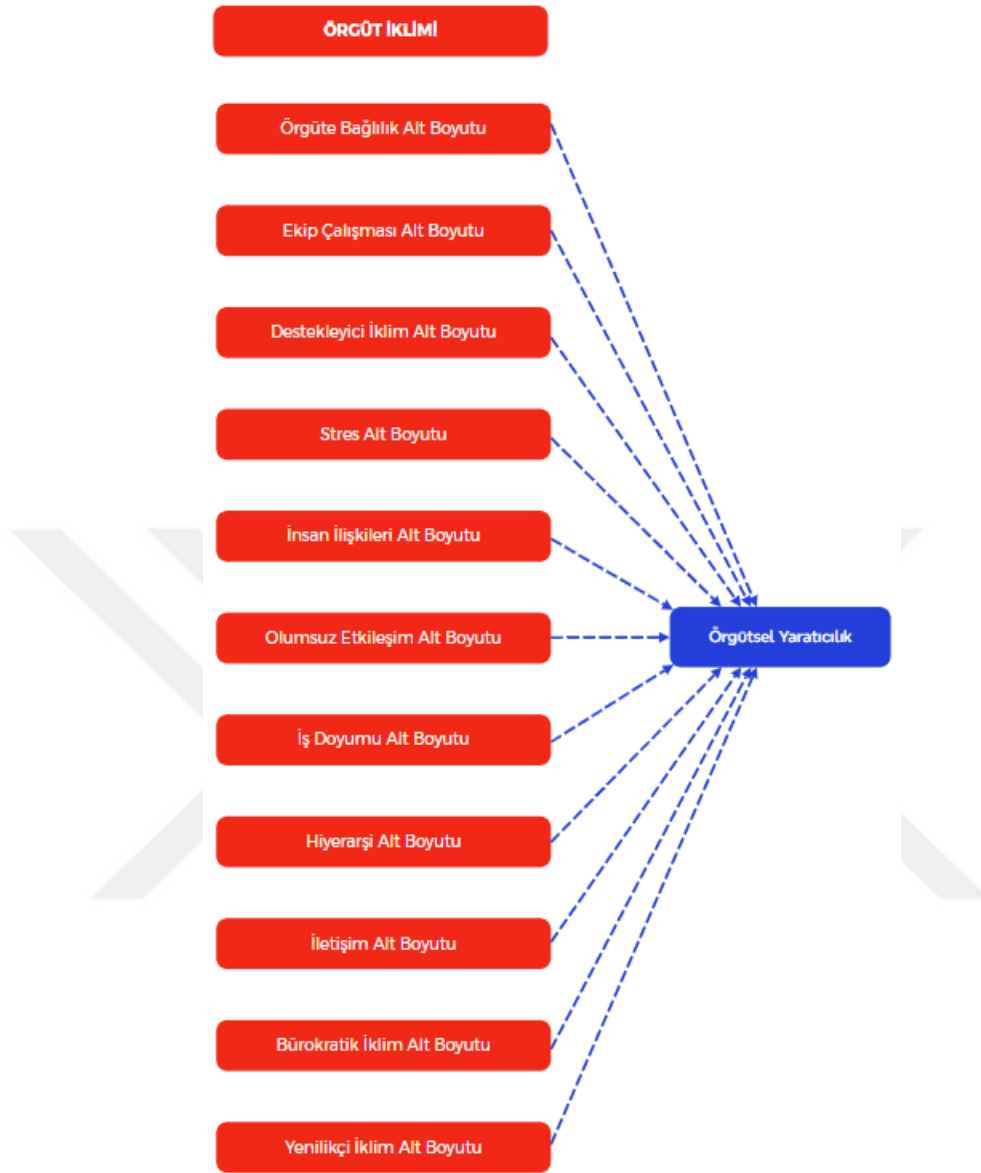 ÖRGÜT İKLİMİ
Örgüte Bağlılık Alt Boyutu
Ekip Çalışması Alt Boyutu
Destekleyici İklim Alt Boyutu
Stres Alt Boyutu
İnsan İlişkileri Alt Boyutu
Olumsuz Etkileşim Alt Boyutu
Örgütsel Yaratıcılık
İş Doyumu Alt Boyutu
Hiyerarşi Alt Boyutu
İletişim Alt Boyutu
Bürokratik İklim Alt Boyutu
Yenilikçi İklim Alt Boyutu